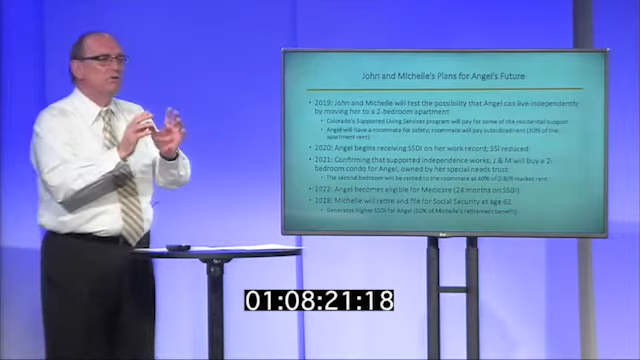 John and Michelle's Plans for Angel's Future
• 2019: John and Michelle will test the possibility that Angel can live independently
by moving her to a 2-bedroom apartment
• Colorado's Supported Living Services program will pay for some of the residential support
• Angel will have a roommate for safety; roommate will pay subsidized rent (30% of the
apartment rent)
• 2020: Angel begins receiving SSDI on her work record; SSI reduced
• 2021: Confirming that supported independence works, J & M will buy a 2-
bedroom condo for Angel, owned by her special needs trust.
• The second bedroom will be rented to the roommate at 60% of 2-B/R market rent
• 2022: Angel becomes eligible for Medicare (24 months on SSDI)
• 2028: Michelle will retire and file for Social Security at age 62
• Generates higher SSDI for Angel (50% of Michelle's retirement benefit)
01:08:21:18